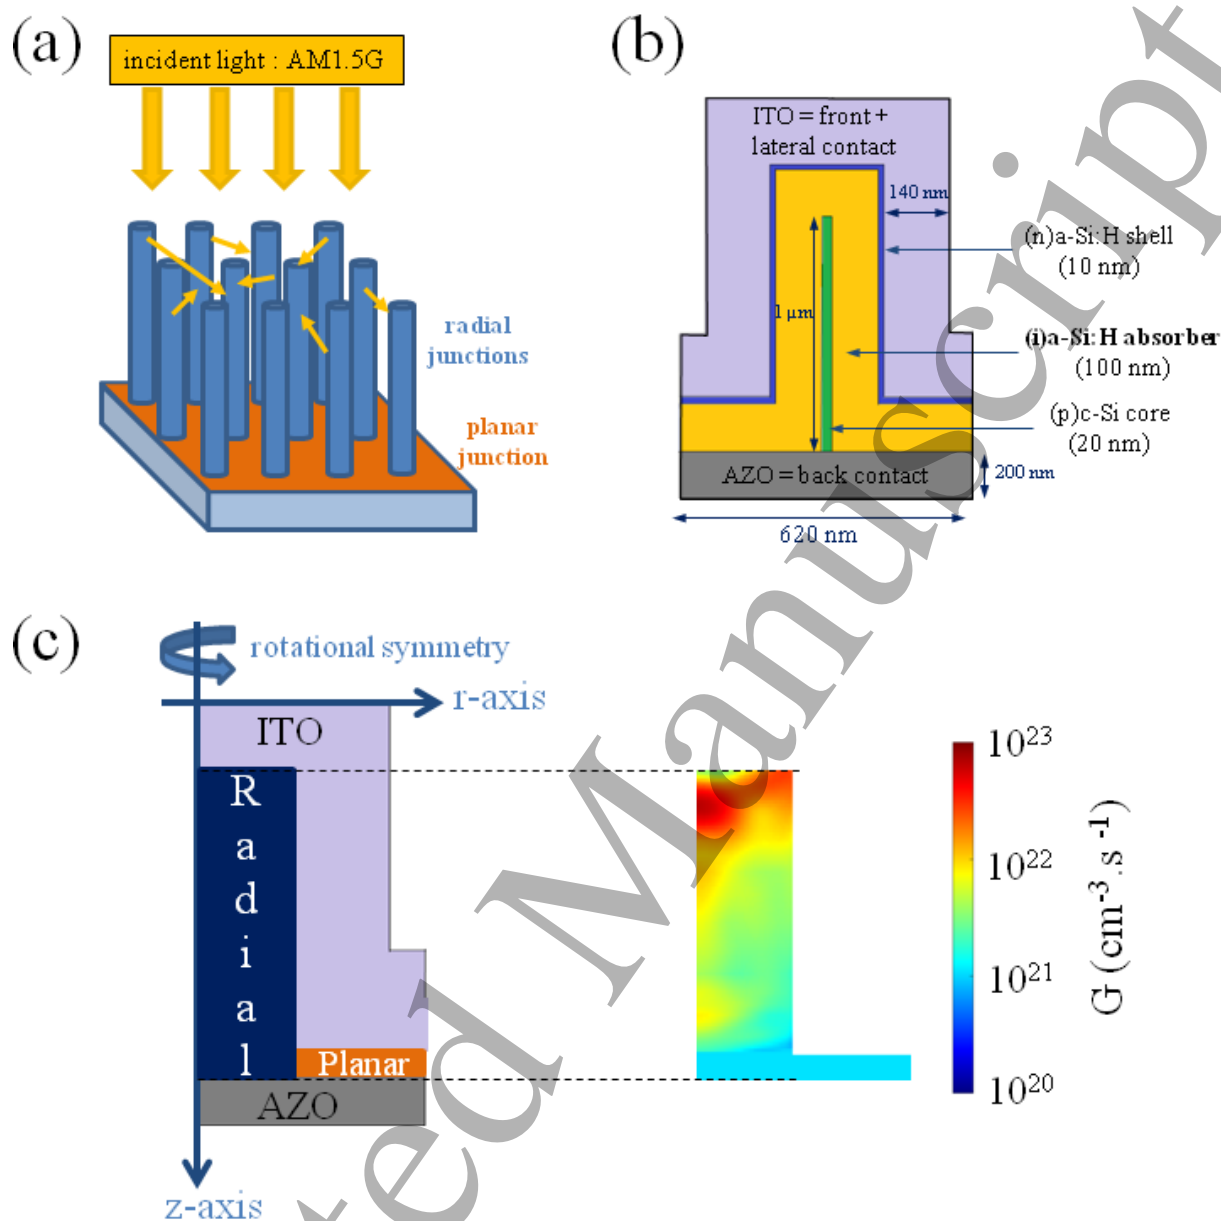 (a)
incident light : AM1.5G
radial
junctions
planar
junction
(b)
ITO = front +
lateral contact
140 nm
(n)a-Si:H shell
(10 nm)
1 μm
(i)a-Si:H absorber
(100 nm)
(p)c-Si core
(20 nm)
AZO = back contact
200 nm
620 nm
(c)
rotational symmetry
r-axis
ITO
R
a
d
i
a
l
Planar
AZO
z-axis
10^23
10^22
10^21
10^20
G (cm^-3.s^-1)
ted Manuscript